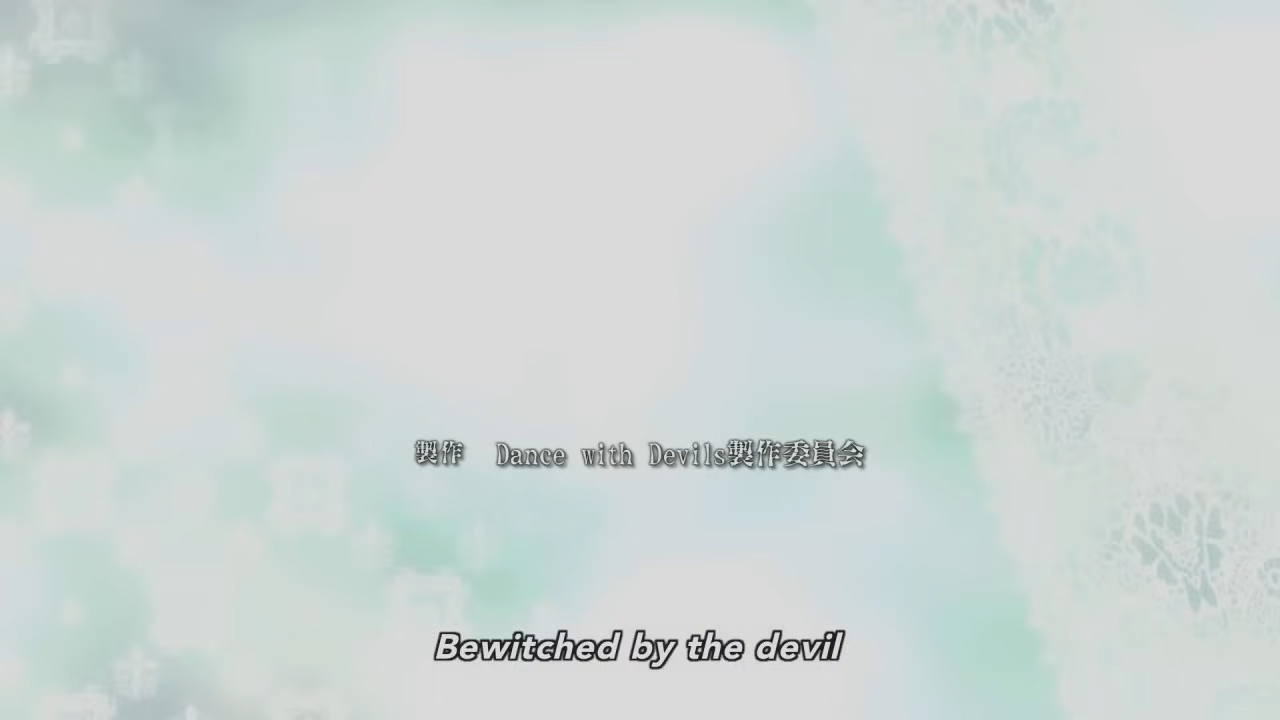 製作　Dance with Devils製作委員会
Bewitched by the devil